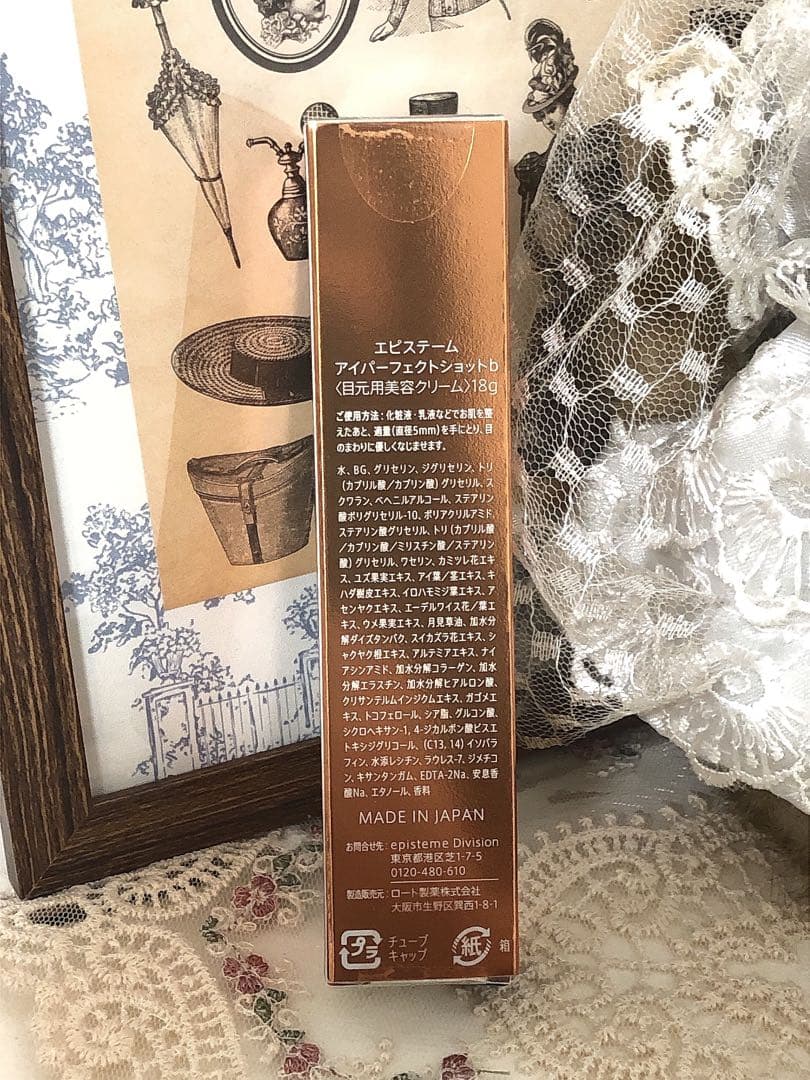 エピステーム
アイパーフェクトショットb
〈目元用美容クリーム〉18g
ご使用方法：化粧液・乳液などでお肌を整
えたあと、適量(直径5mm)を手にとり、目
のまわりに優しくなじませます。
水、BG、グリセリン、ジグリセリン、トリ
(カプリル酸／カプリン酸)グリセリル、ス
クワラン、ベヘニルアルコール、ステアリン
酸ポリグリセリル-10、ポリアクリルアミド、
ステアリン酸グリセリル、トリ(カプリル酸
／カプリン酸／ミリスチン酸／ステアリン
酸)グリセリル、ワセリン、カミツレ花エキ
ス、ユズ果実エキス、アイ葉／茎エキス、キ
ハダ樹皮エキス、イロハモミジ葉エキス、ア
センヤクエキス、エーデルワイス花／葉エ
キス、ウメ果実エキス、月見草油、加水分
解ダイズタンパク、スイカズラ花エキス、シ
ャクヤク根エキス、アルテミアエキス、ナイ
アシンアミド、加水分解コラーゲン、加水
分解エラスチン、加水分解ヒアルロン酸、
クリサンテルムインジクムエキス、ガゴメエ
キス、トコフェロール、シア脂、グルコン酸、
シクロヘキサン-1, 4-ジカルボン酸ビスエ
トキシジグリコール、(C13, 14)イソパラ
フィン、水添レシチン、ラウレス-7、ジメチコ
ン、キサンタンガム、EDTA-2Na、安息香
酸Na、エタノール、香料
MADE IN JAPAN
お問合せ先：episteme Division
東京都港区芝1-7-5
0120-480-610
製造販売元：ロート製薬株式会社
大阪市生野区巽西1-8-1
プラ チューブ キャップ 紙 箱